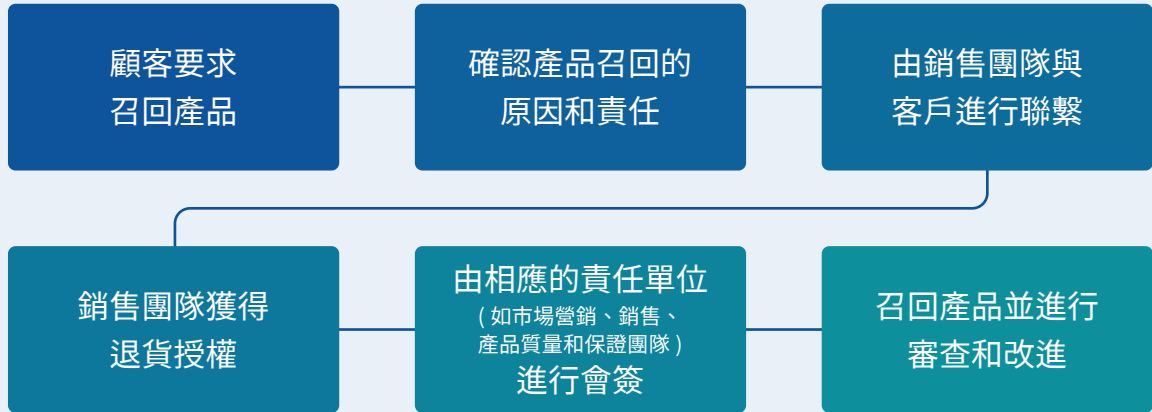 顧客要求
召回產品
確認產品召回的
原因和責任
由銷售團隊與
客戶進行聯繫
銷售團隊獲得
退貨授權
由相應的責任單位
( 如市場營銷、銷售、
產品質量和保證團隊 )
進行會簽
召回產品並進行
審查和改進